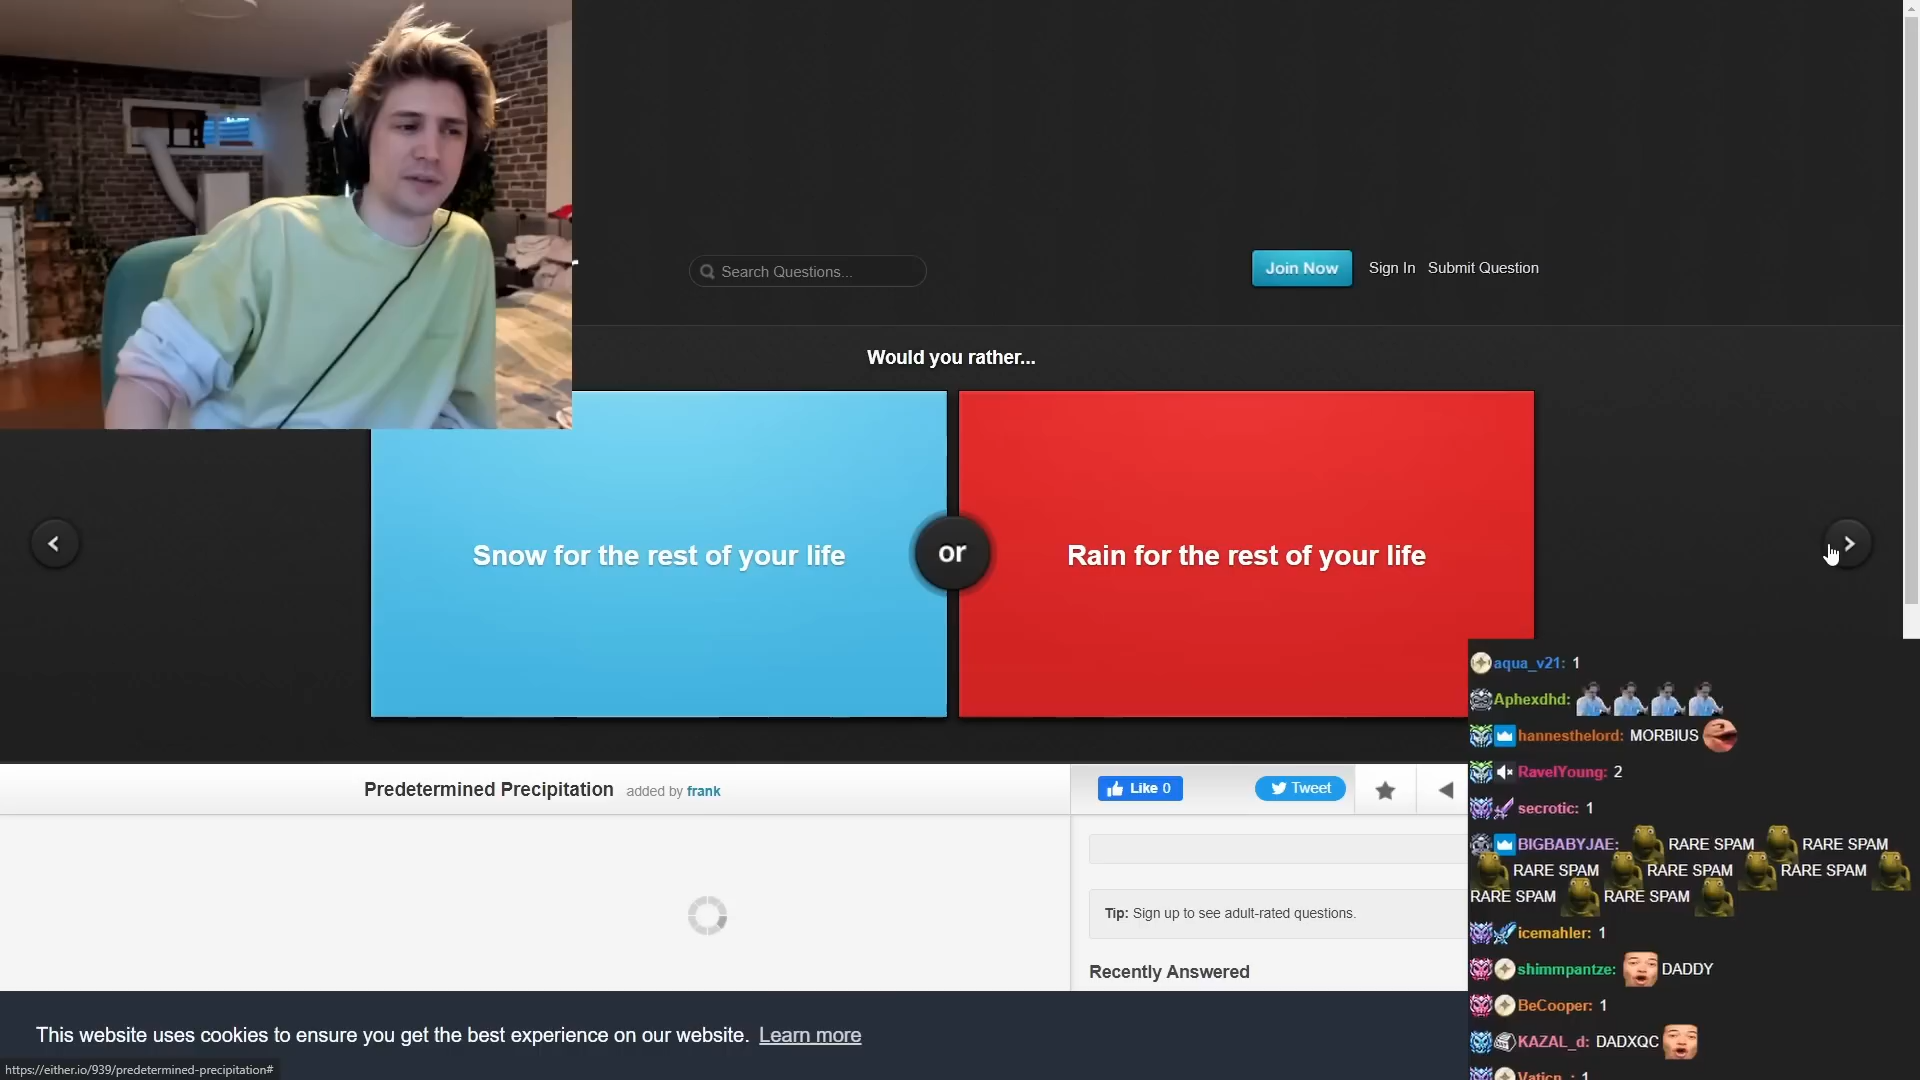 Search Questions...
Join Now
Sign In
Submit Question
Would you rather...
Snow for the rest of your life
or
Rain for the rest of your life
Predetermined Precipitation added by frank
Like 0
Tweet
Tip: Sign up to see adult-rated questions.
Recently Answered
This website uses cookies to ensure you get the best experience on our website. Learn more
https://either.io/939/predetermined-precipitation#
aqua_v21: 1
Aphexdhd:
hannesthelord: MORBIUS
RavelYoung: 2
secrotic: 1
BIGBABYJAE: RARE SPAM RARE SPAM
RARE SPAM RARE SPAM RARE SPAM
RARE SPAM RARE SPAM
icemahler: 1
shimmpantze: DADDY
BeCooper: 1
KAZAL_d: DADXQC